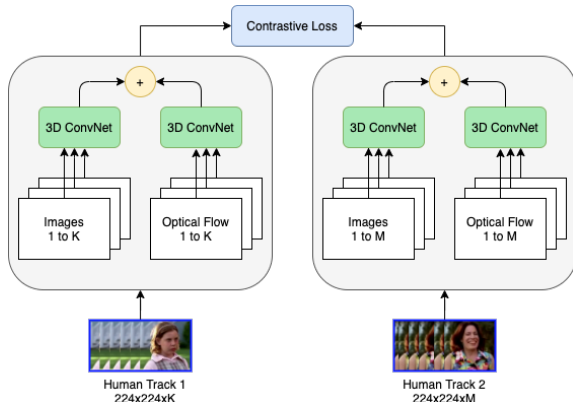 Contrastive Loss
+
+
3D ConvNet
3D ConvNet
3D ConvNet
3D ConvNet
Images
1 to K
Optical Flow
1 to K
Images
1 to M
Optical Flow
1 to M
Human Track 1
224x224xK
Human Track 2
224x224xM